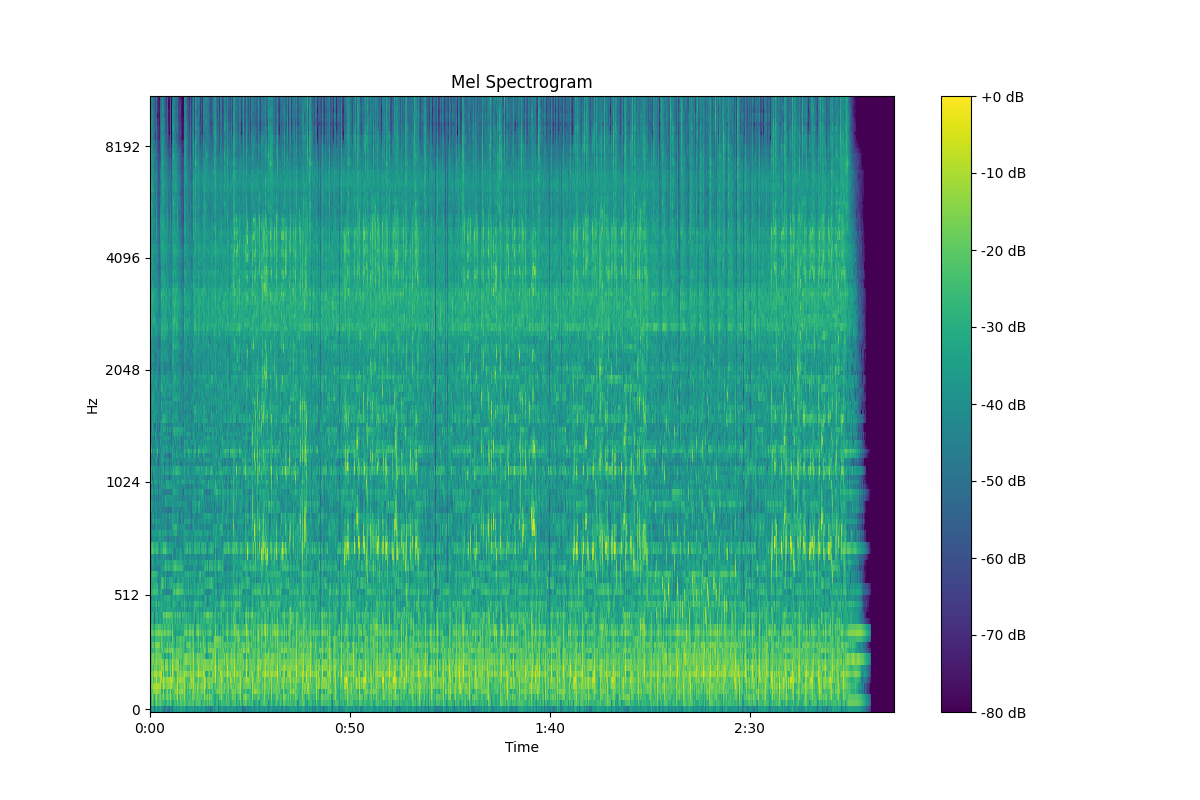 Mel Spectrogram
Hz
8192
4096
2048
1024
512
0
0:00
0:50
1:40
2:30
Time
+0 dB
-10 dB
-20 dB
-30 dB
-40 dB
-50 dB
-60 dB
-70 dB
-80 dB